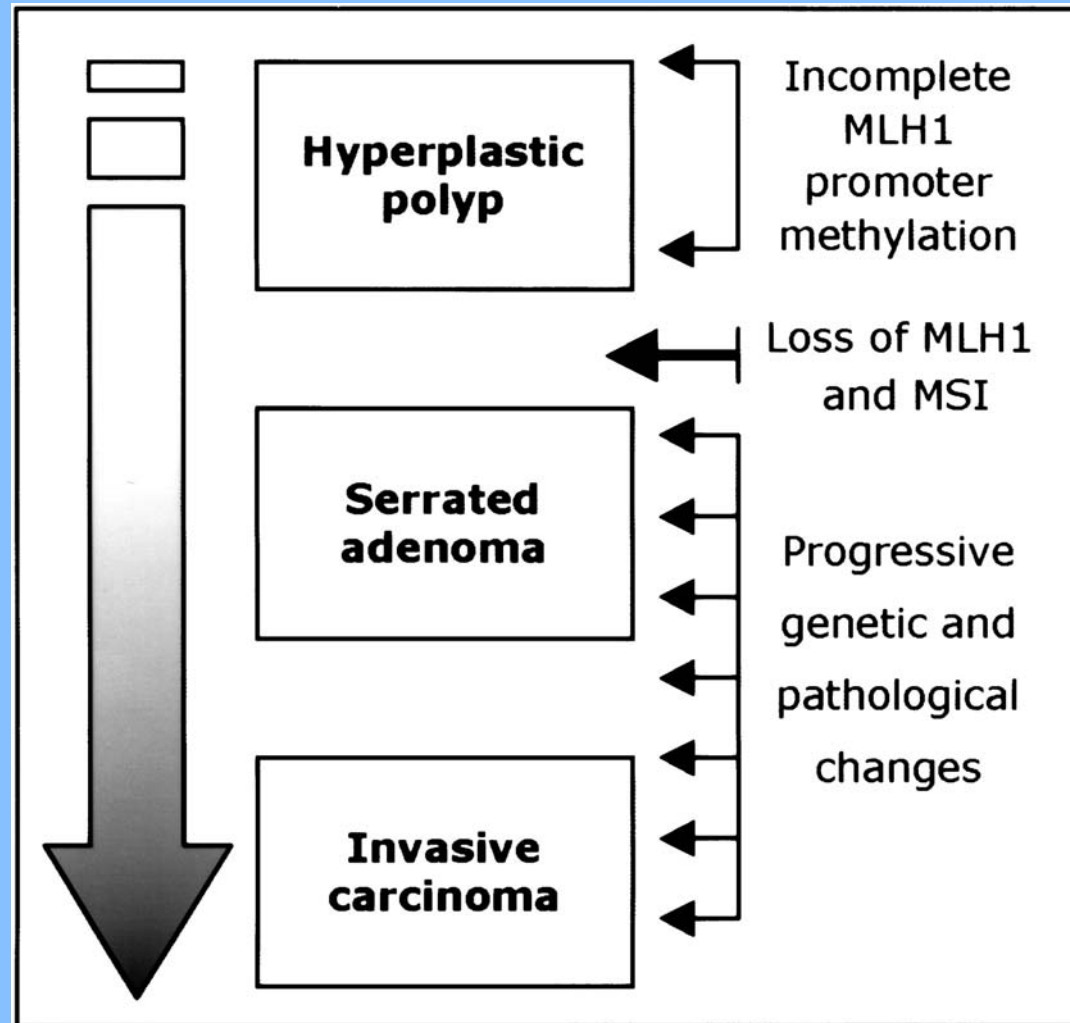 Hyperplastic
polyp
Incomplete
MLH1
promoter
methylation
Loss of MLH1
and MSI
Serrated
adenoma
Progressive
genetic and
pathological
changes
Invasive
carcinoma